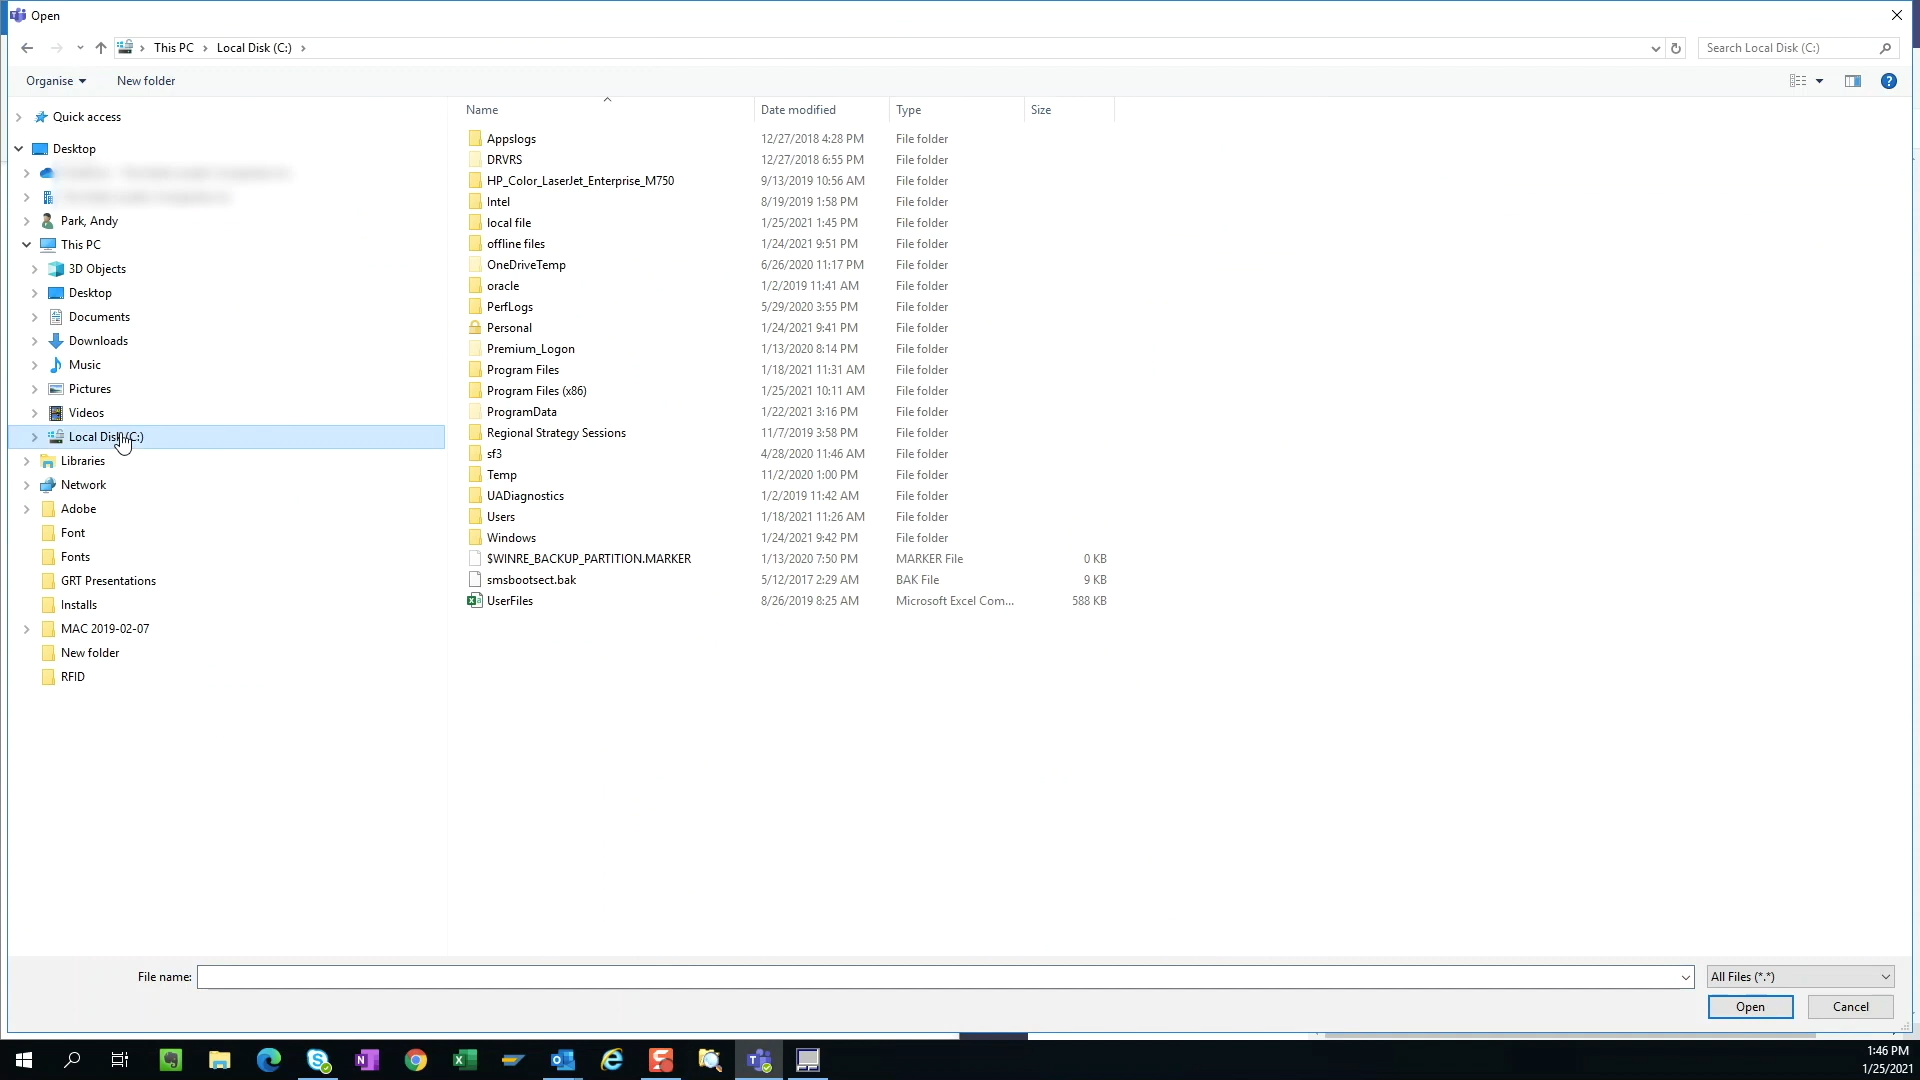 Open
This PC Local Disk (C:)
Search Local Disk (C:)
Organise New folder
Name Date modified Type Size
Quick access
Desktop
Park, Andy
This PC
3D Objects
Desktop
Documents
Downloads
Music
Pictures
Videos
Local Disk (C:)
Libraries
Network
Adobe
Font
Fonts
GRT Presentations
Installs
MAC 2019-02-07
New folder
RFID
Appslogs 12/27/2018 4:28 PM File folder
DRVRS 12/27/2018 6:55 PM File folder
HP_Color_LaserJet_Enterprise_M750 9/13/2019 10:56 AM File folder
Intel 8/19/2019 1:58 PM File folder
local file 1/25/2021 1:45 PM File folder
offline files 1/24/2021 9:51 PM File folder
OneDriveTemp 6/26/2020 11:17 PM File folder
oracle 1/2/2019 11:41 AM File folder
PerfLogs 5/29/2020 3:55 PM File folder
Personal 1/24/2021 9:41 PM File folder
Premium_Logon 1/13/2020 8:14 PM File folder
Program Files 1/18/2021 11:31 AM File folder
Program Files (x86) 1/25/2021 10:11 AM File folder
ProgramData 1/22/2021 3:16 PM File folder
Regional Strategy Sessions 11/7/2019 3:58 PM File folder
sf3 4/28/2020 11:46 AM File folder
Temp 11/2/2020 1:00 PM File folder
UADiagnostics 1/2/2019 11:42 AM File folder
Users 1/18/2021 11:26 AM File folder
Windows 1/24/2021 9:42 PM File folder
$WINRE_BACKUP_PARTITION.MARKER 1/13/2020 7:50 PM MARKER File 0 KB
smsbootsect.bak 5/12/2017 2:29 AM BAK File 9 KB
UserFiles 8/26/2019 8:25 AM Microsoft Excel Com... 588 KB
File name: All Files (*.*)
Open Cancel
1:46 PM
1/25/2021